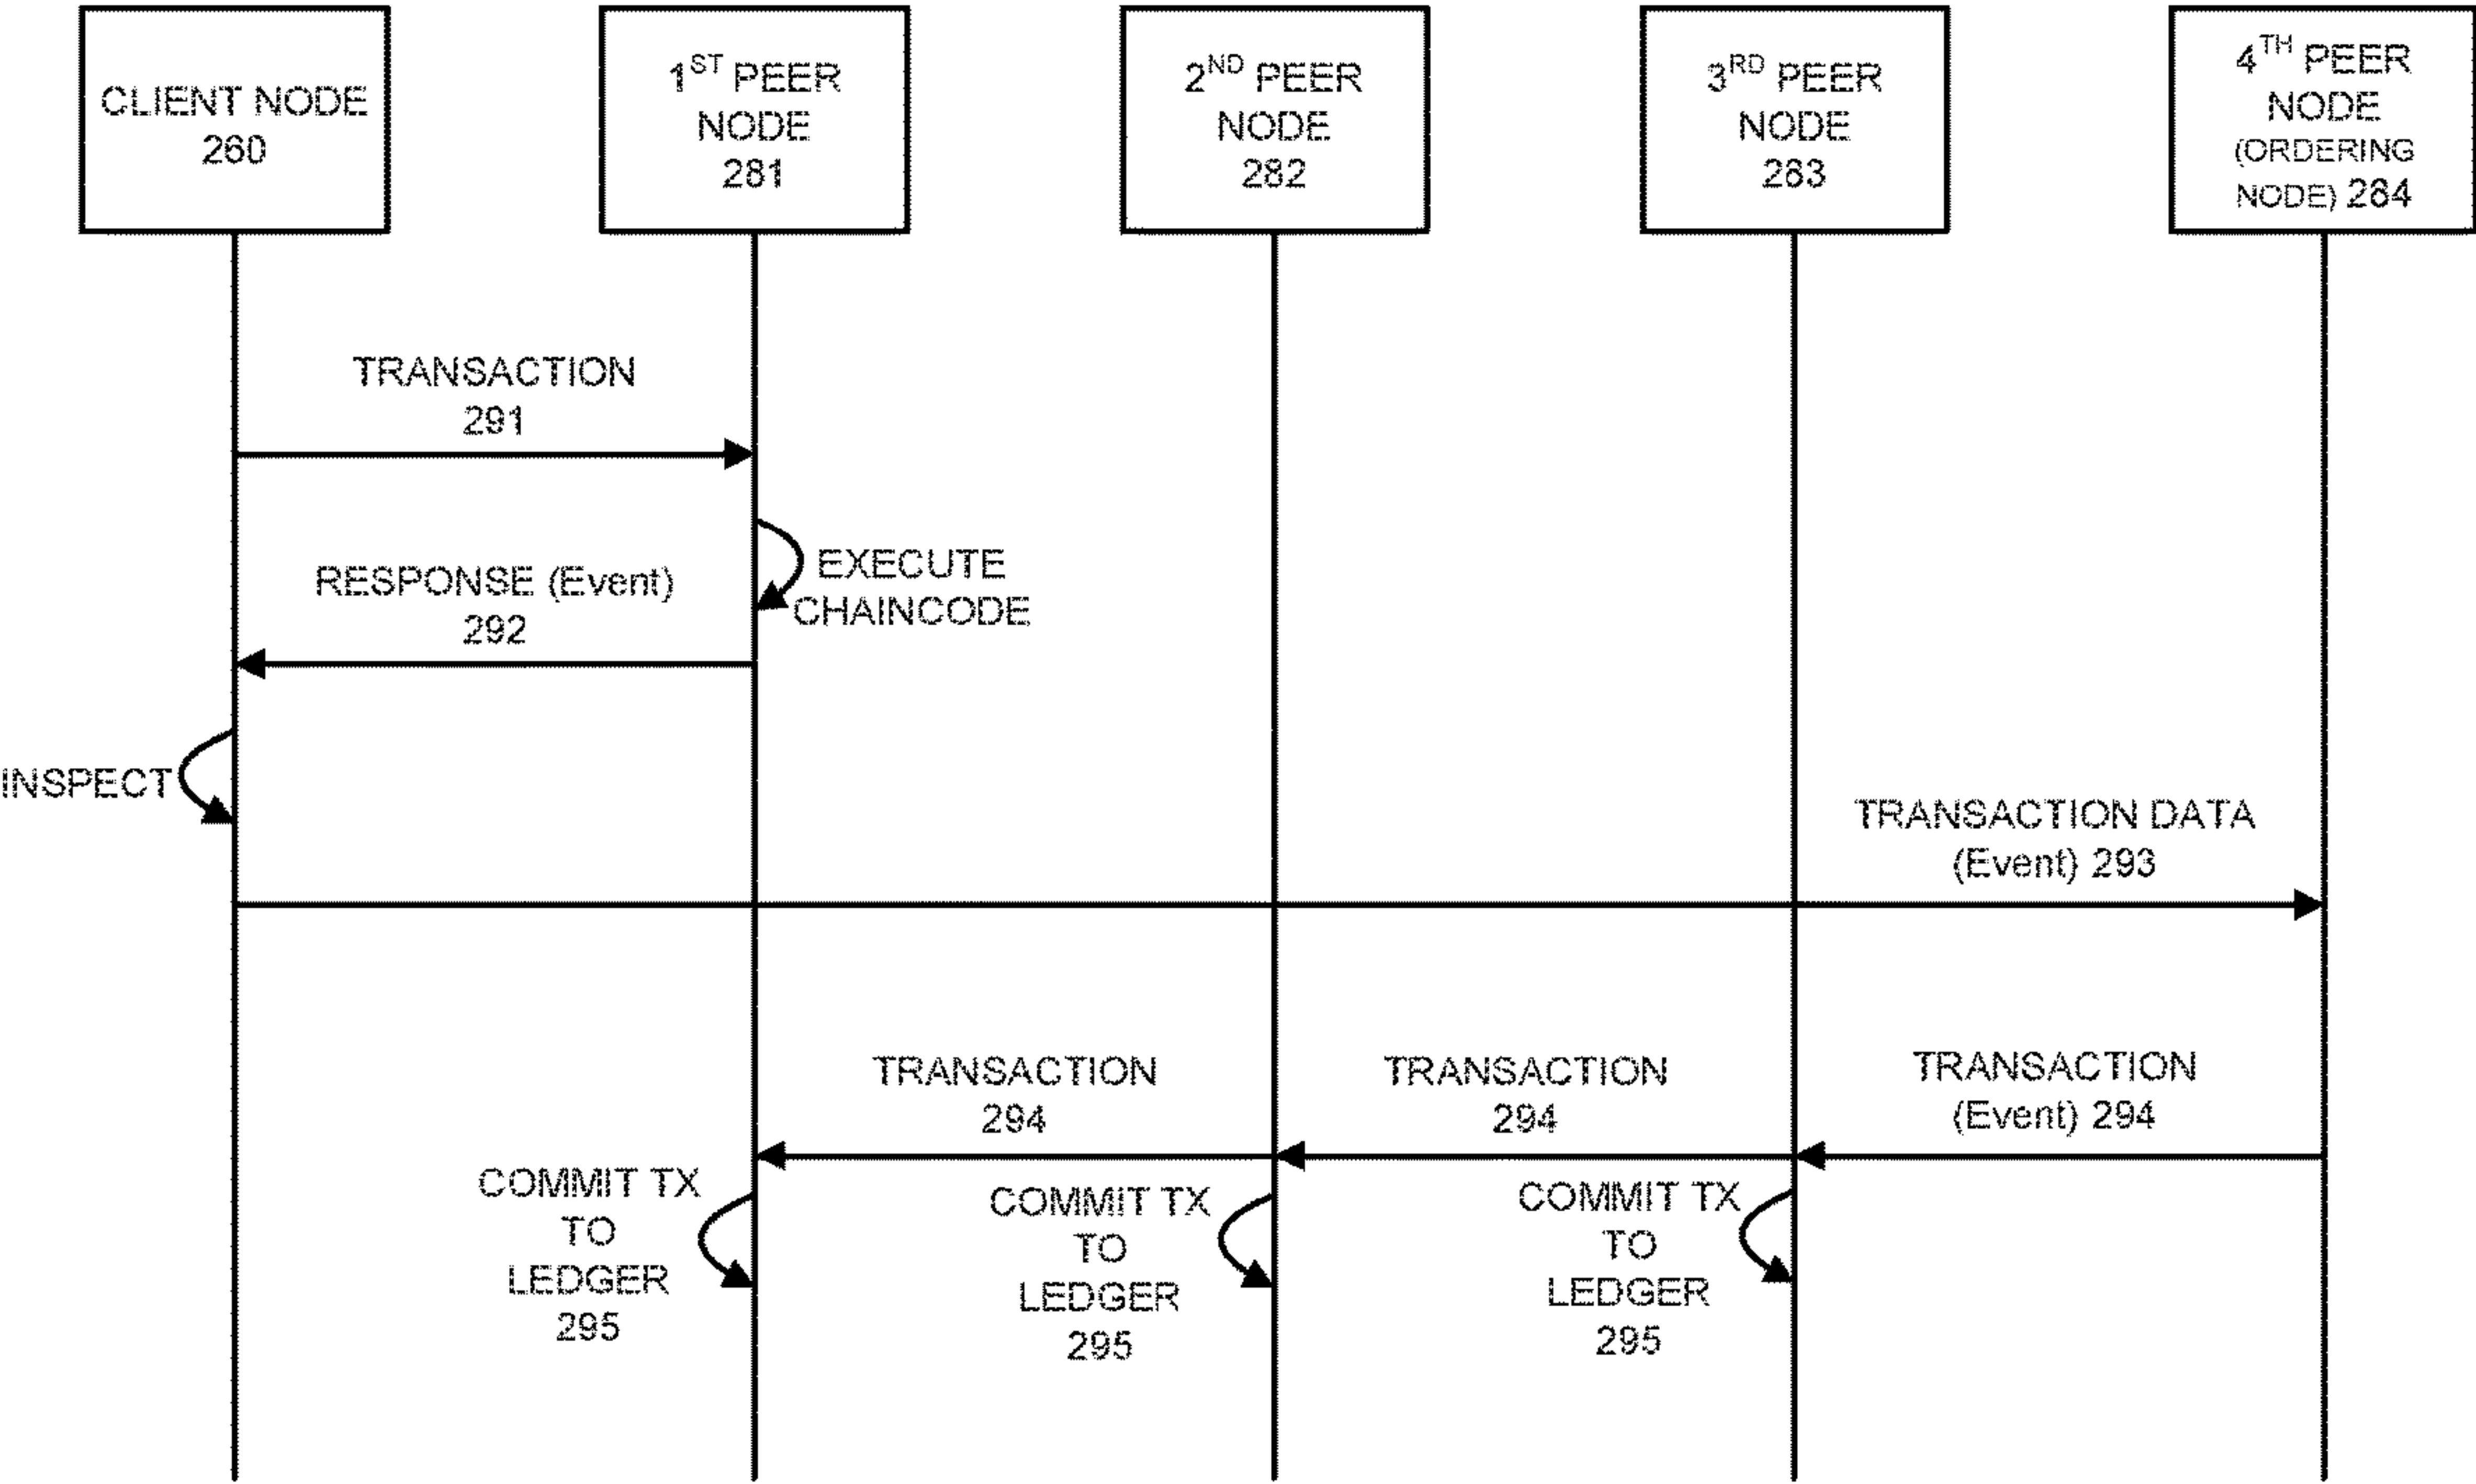 CLIENT NODE
260
1ST PEER
NODE
281
2ND PEER
NODE
282
3RD PEER
NODE
283
4TH PEER
NODE
(ORDERING
NODE) 284
TRANSACTION
291
EXECUTE
CHAINCODE
RESPONSE (Event)
292
INSPECT
TRANSACTION DATA
(Event) 293
TRANSACTION
294
TRANSACTION
294
TRANSACTION
(Event) 294
COMMIT TX
TO
LEDGER
295
COMMIT TX
TO
LEDGER
295
COMMIT TX
TO
LEDGER
295